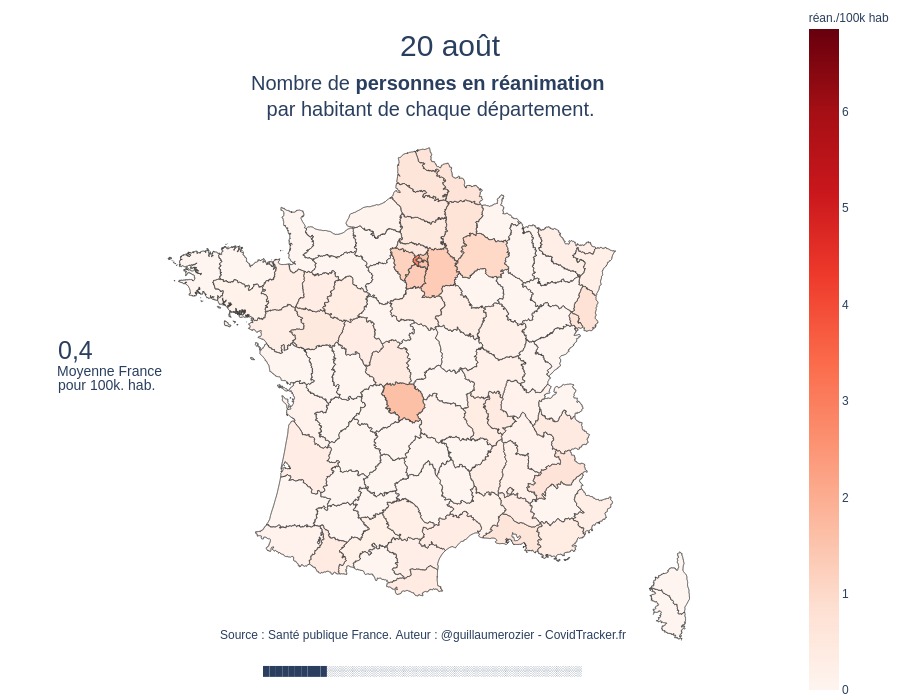 20 août
Nombre de personnes en réanimation
par habitant de chaque département.
réan./100k hab
6
5
4
3
2
1
0
0,4
Moyenne France
pour 100k. hab.
Source : Santé publique France. Auteur : @guillaumerozier - CovidTracker.fr